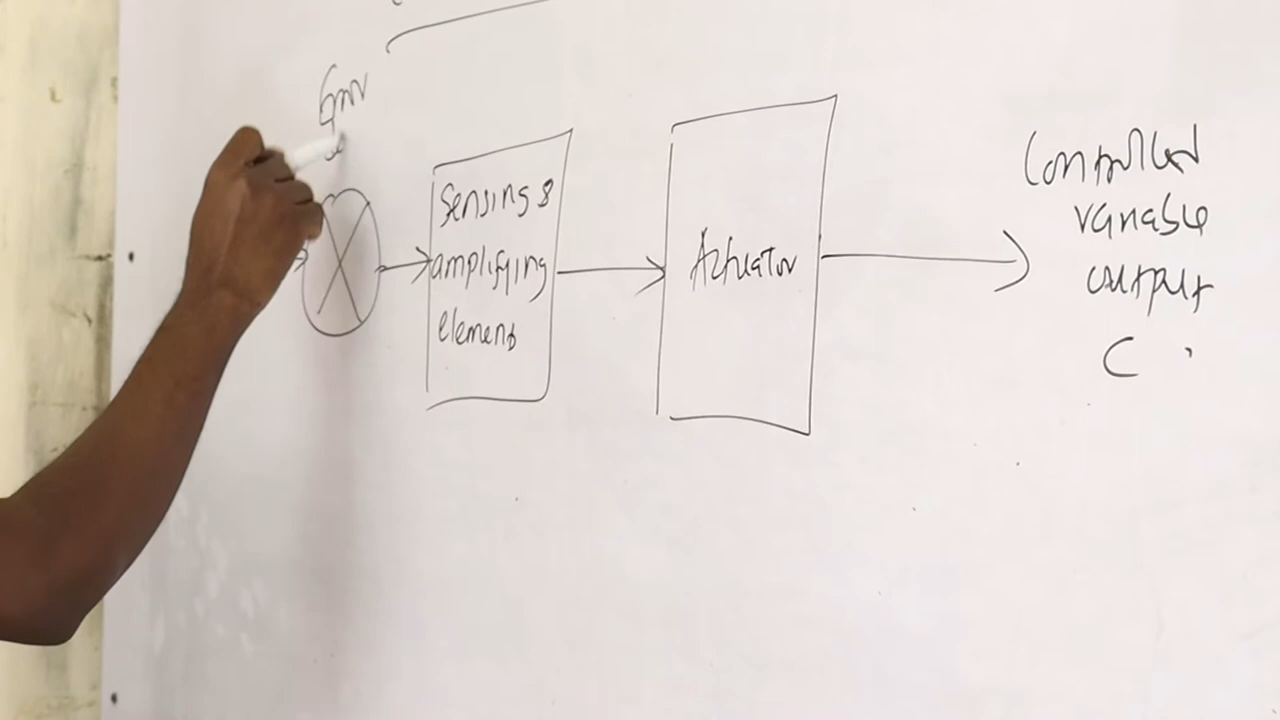 Error
e
Sensing &
amplifying
element
Actuator
Controlled
variable
output
C